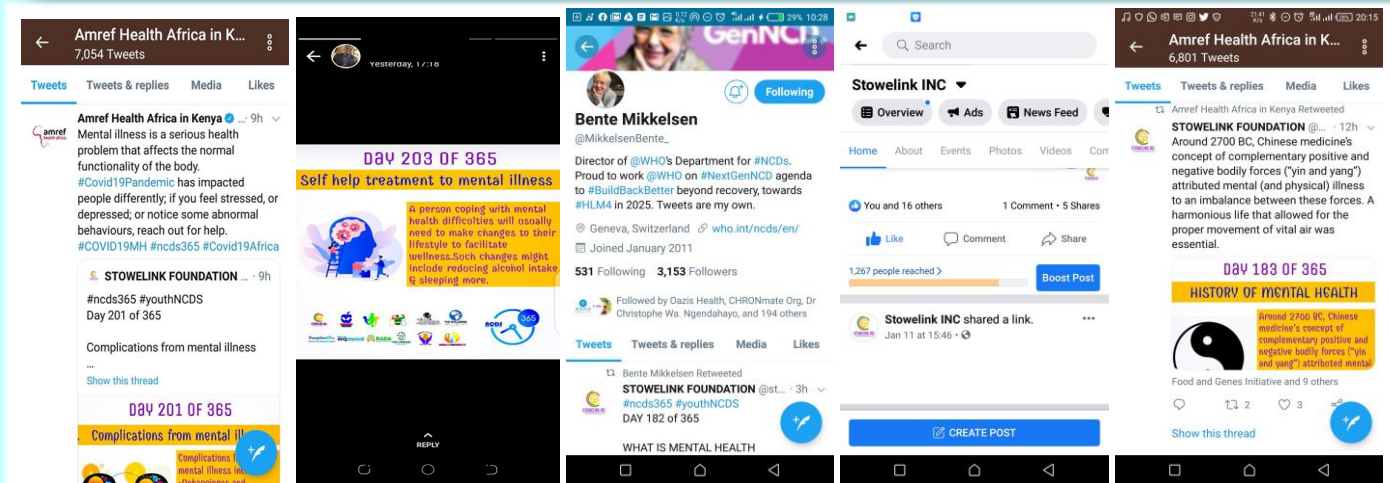 Amref Health Africa in K...
7,054 Tweets
Tweets Tweets & replies Media Likes
Amref Health Africa in Kenya ... · 9h
Mental illness is a serious health
problem that affects the normal
functionality of the body.
#Covid19Pandemic has impacted
people differently; if you feel stressed, or
depressed; or notice some abnormal
behaviours, reach out for help.
#COVID19MH #ncds365 #Covid19Africa
STOWELINK FOUNDATION ... · 9h
#ncds365 #youthNCDS
Day 201 of 365
Complications from mental illness
...
Show this thread
DAY 201 OF 365
Complications from mental ill
Complications
mental illness inc
Yesterday, 17:18
DAY 203 OF 365
Self help treatment to mental illness
A person coping with mental
health difficulties will usually
need to make changes to their
lifestyle to facilitate
wellness.Such changes might
include reducing alcohol intake
& sleeping more.
NCDS 365
REPLY
29% 10:28
GenNCD
Following
Bente Mikkelsen
@MikkelsenBente_
Director of @WHO's Department for #NCDs.
Proud to work @WHO on #NextGenNCD agenda
to #BuildBackBetter beyond recovery, towards
#HLM4 in 2025. Tweets are my own.
Geneva, Switzerland who.int/ncds/en/
Joined January 2011
531 Following 3,153 Followers
Followed by Oazis Health, CHRONmate Org, Dr
Christophe Wa. Ngendahayo, and 194 others
Tweets Tweets & replies Media Likes
Bente Mikkelsen Retweeted
STOWELINK FOUNDATION @st... · 3h
#ncds365 #youthNCDS
DAY 182 of 365
WHAT IS MENTAL HEALTH
Search
Stowelink INC
Overview Ads News Feed
Home About Events Photos Videos Com
You and 16 others 1 Comment • 5 Shares
Like Comment Share
1,267 people reached >
Boost Post
Stowelink INC shared a link.
Jan 11 at 15:46 •
CREATE POST
20:15
Amref Health Africa in K...
6,801 Tweets
Tweets Tweets & replies Media Likes
Amref Health Africa in Kenya Retweeted
STOWELINK FOUNDATION @... · 12h
Around 2700 BC, Chinese medicine's
concept of complementary positive and
negative bodily forces ("yin and yang")
attributed mental (and physical) illness
to an imbalance between these forces. A
harmonious life that allowed for the
proper movement of vital air was
essential.
DAY 183 OF 365
HISTORY OF MENTAL HEALTH
Around 2700 BC, Chinese
medicine's concept of
complementary positive and
negative bodily forces ("yin
and yang") attributed mental
Food and Genes Initiative and 9 others
2 3
Show this thread